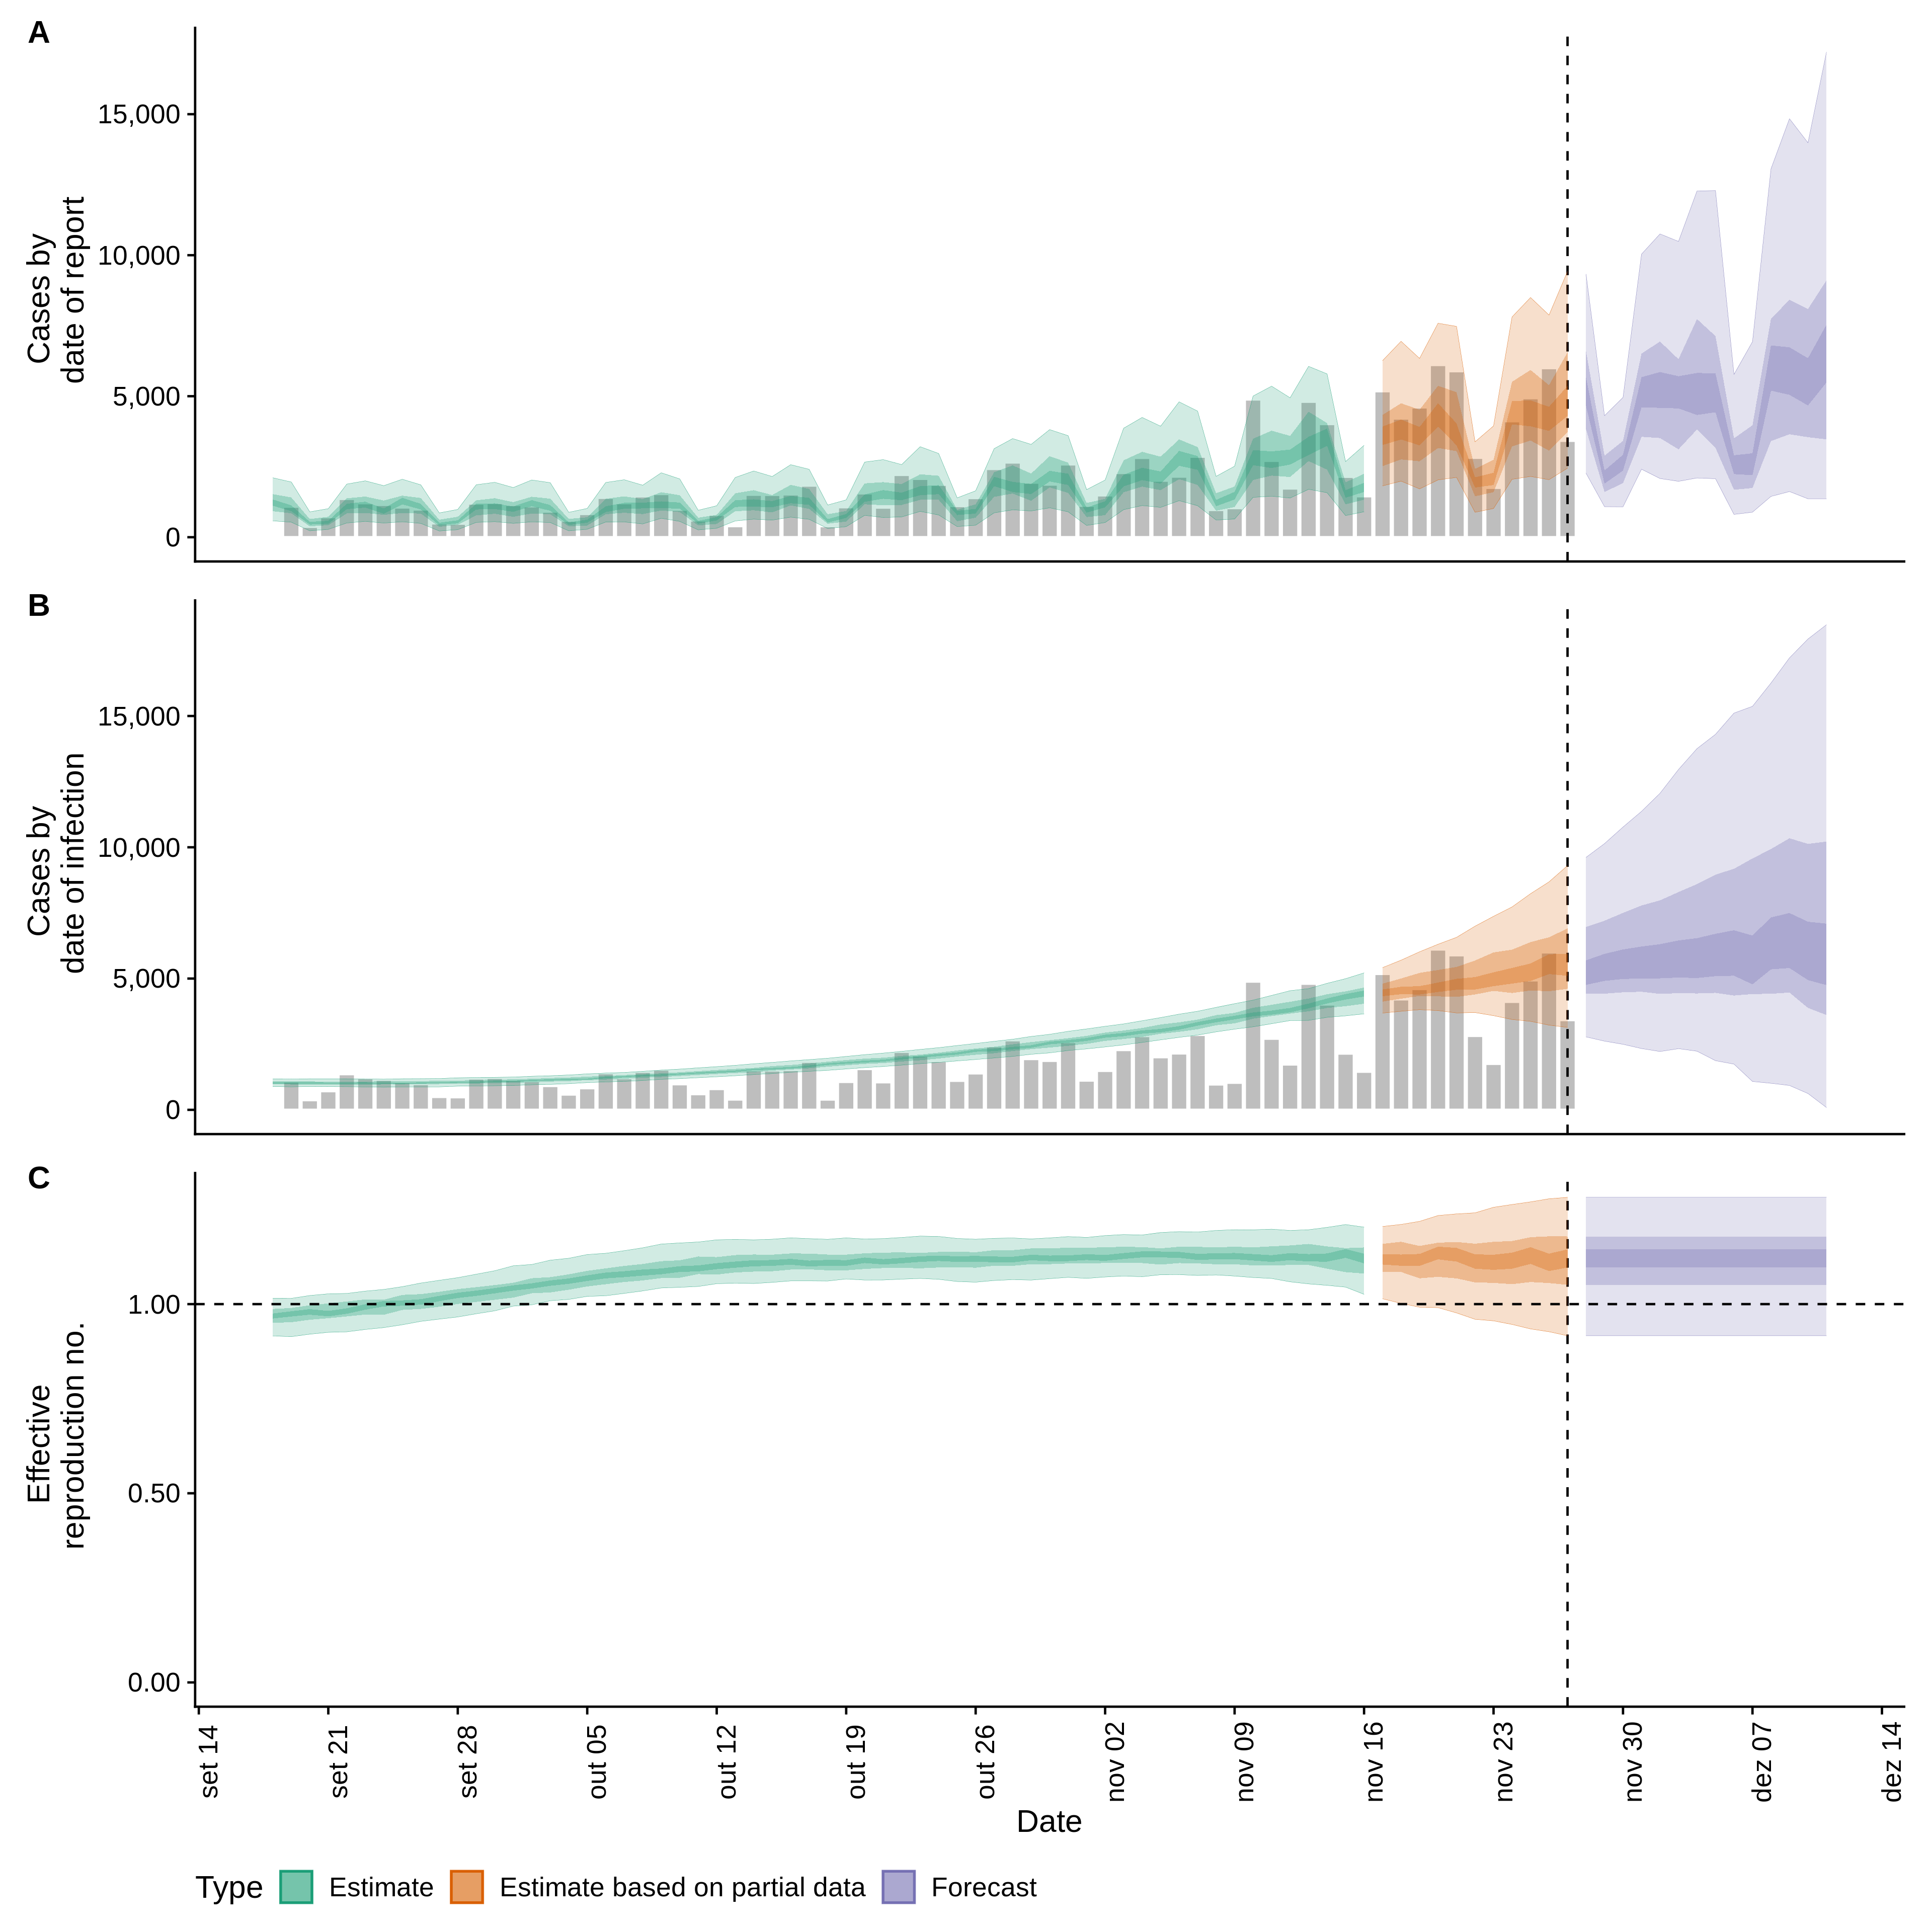 A
15,000
10,000
5,000
0
Cases by
date of report
B
15,000
10,000
5,000
0
Cases by
date of infection
C
1.00
0.50
0.00
Effective
reproduction no.
set 14
set 21
set 28
out 05
out 12
out 19
out 26
nov 02
nov 09
nov 16
nov 23
nov 30
dez 07
dez 14
Date
Type Estimate Estimate based on partial data Forecast